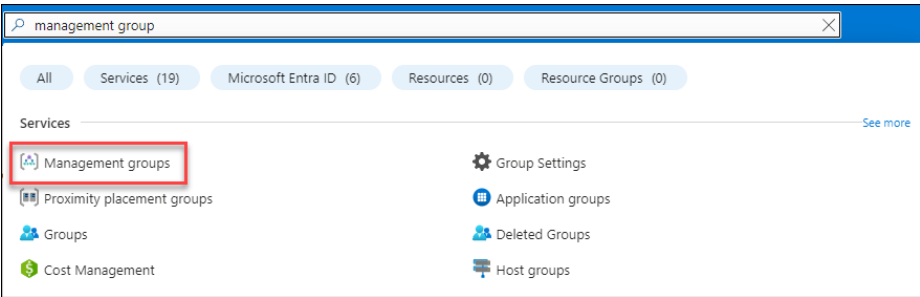 management group
All Services (19) Microsoft Entra ID (6) Resources (0) Resource Groups (0)
Services See more
Management groups Group Settings
Proximity placement groups Application groups
Groups Deleted Groups
Cost Management Host groups